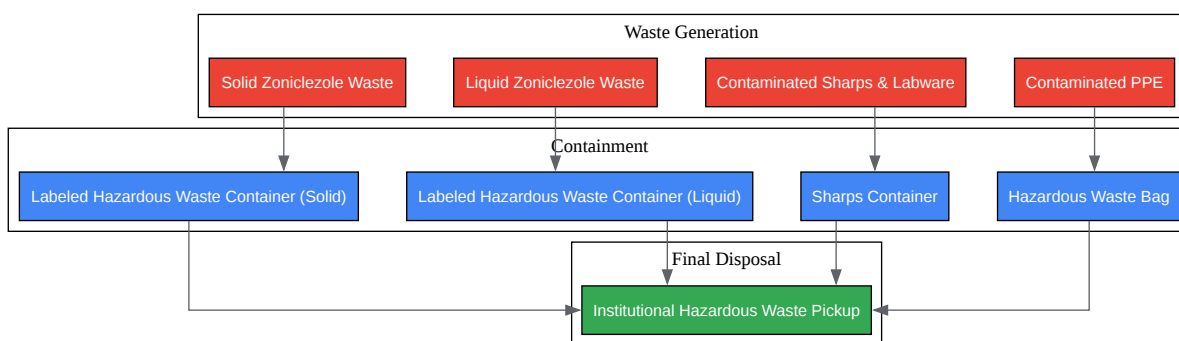 Waste Generation
Solid Zoniclezole Waste
Liquid Zoniclezole Waste
Contaminated Sharps & Labware
Contaminated PPE
Containment
Labeled Hazardous Waste Container (Solid)
Labeled Hazardous Waste Container (Liquid)
Sharps Container
Hazardous Waste Bag
Final Disposal
Institutional Hazardous Waste Pickup